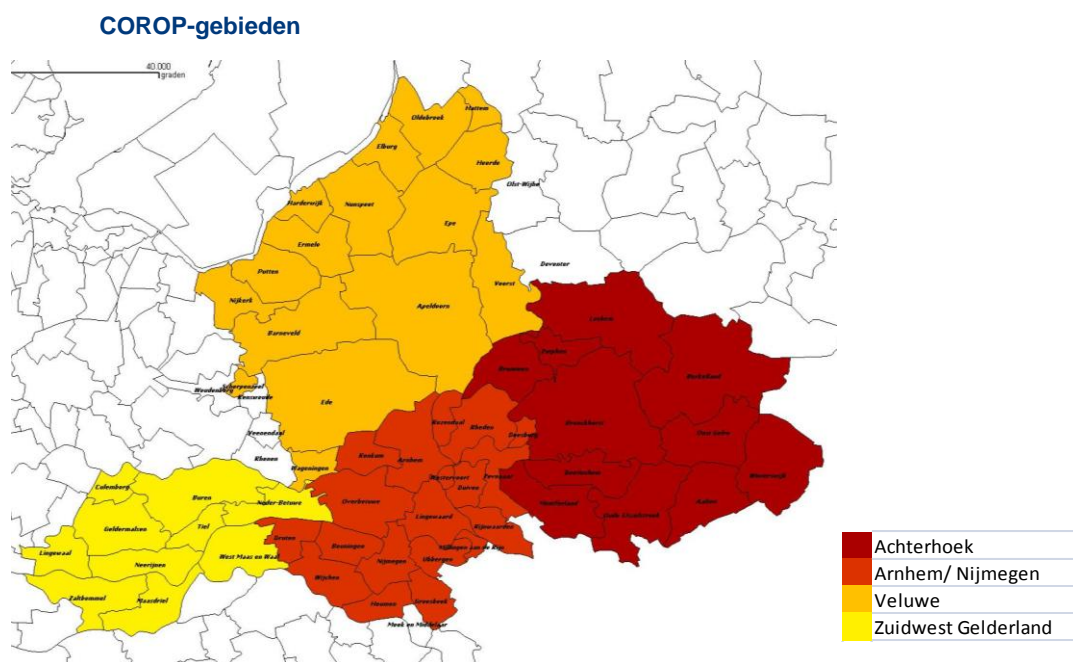 COROP-gebieden
40.000
graden
Hattem
Oldebroek
Elburg
Heerde
Olst-Wijhe
Harderwijk
Nunspeet
Epe
Ermelo
Deventer
Putten
Voorst
Nijkerk
Apeldoorn
Lochem
Barneveld
Zutphen
Brummen
Berkelland
Scherpenzeel
Woudenberg
Renswoude
Ede
Rozendaal
Rheden
Bronckhorst
Doesburg
Oost Gelre
Veenendaal
Renkum
Arnhem
Rhenen
Wageningen
Doetinchem
Winterswijk
Westervoort
Zevenaar
Duiven
Culemborg
Buren
Neder-Betuwe
Overbetuwe
Montferland
Aalten
Oude IJsselstreek
Lingewaard
Geldermalsen
Tiel
Rijnwaarden
Druten
Beuningen
Millingen aan de Rijn
Lingewaal
West Maas en Waal
Neerijnen
Nijmegen
Ubbergen
Wijchen
Zaltbommel
Maasdriel
Heumen
Groesbeek
Mook en Middelaar
Achterhoek
Arnhem/ Nijmegen
Veluwe
Zuidwest Gelderland